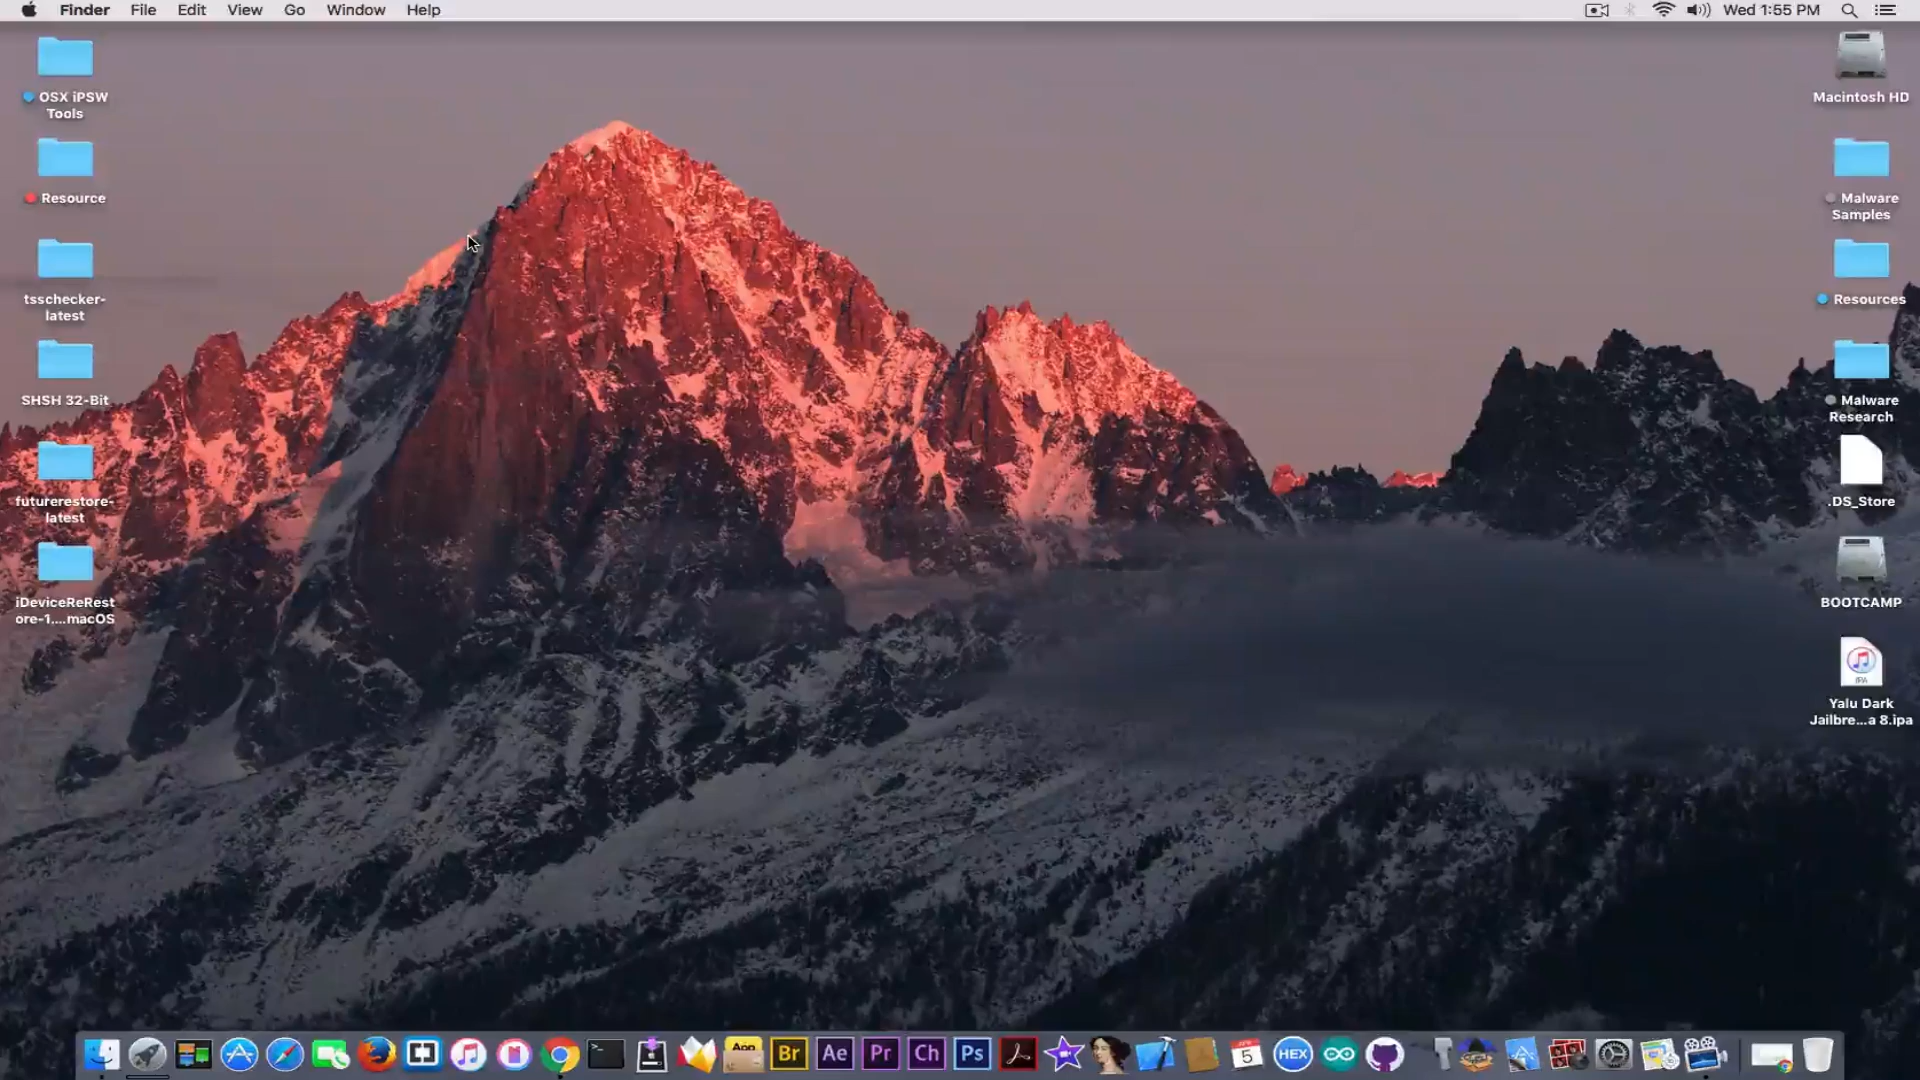 Finder File Edit View Go Window Help
Wed 1:55 PM
OSX iPSW
Tools
Resource
tsschecker-
latest
SHSH 32-Bit
futurerestore-
latest
iDeviceReRest
ore-1,...macOS
Macintosh HD
Malware
Samples
Resources
Malware
Research
.DS_Store
BOOTCAMP
IPA
Yalu Dark
Jailbre...a 8.ipa
App
Br
Ae
Pr
Ch
Ps
5
HEX